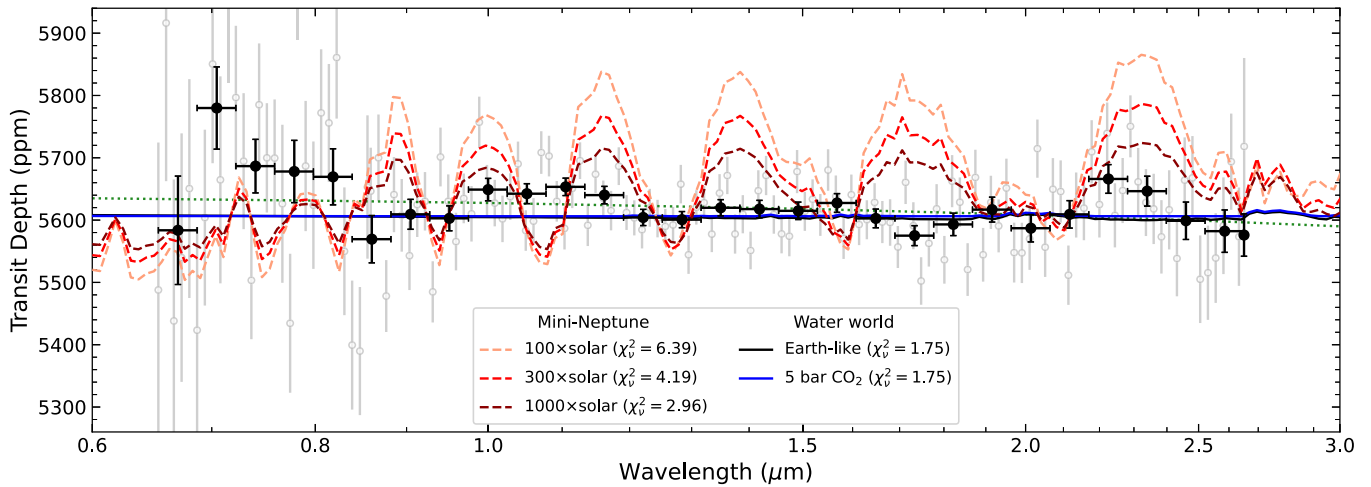 5900
5800
5700
5600
5500
5400
5300
Transit Depth (ppm)
Mini-Neptune
100×solar (χ²ᵥ = 6.39)
300×solar (χ²ᵥ = 4.19)
1000×solar (χ²ᵥ = 2.96)
Water world
Earth-like (χ²ᵥ = 1.75)
5 bar CO₂ (χ²ᵥ = 1.75)
0.6 0.8 1.0 1.5 2.0 2.5 3.0
Wavelength (μm)